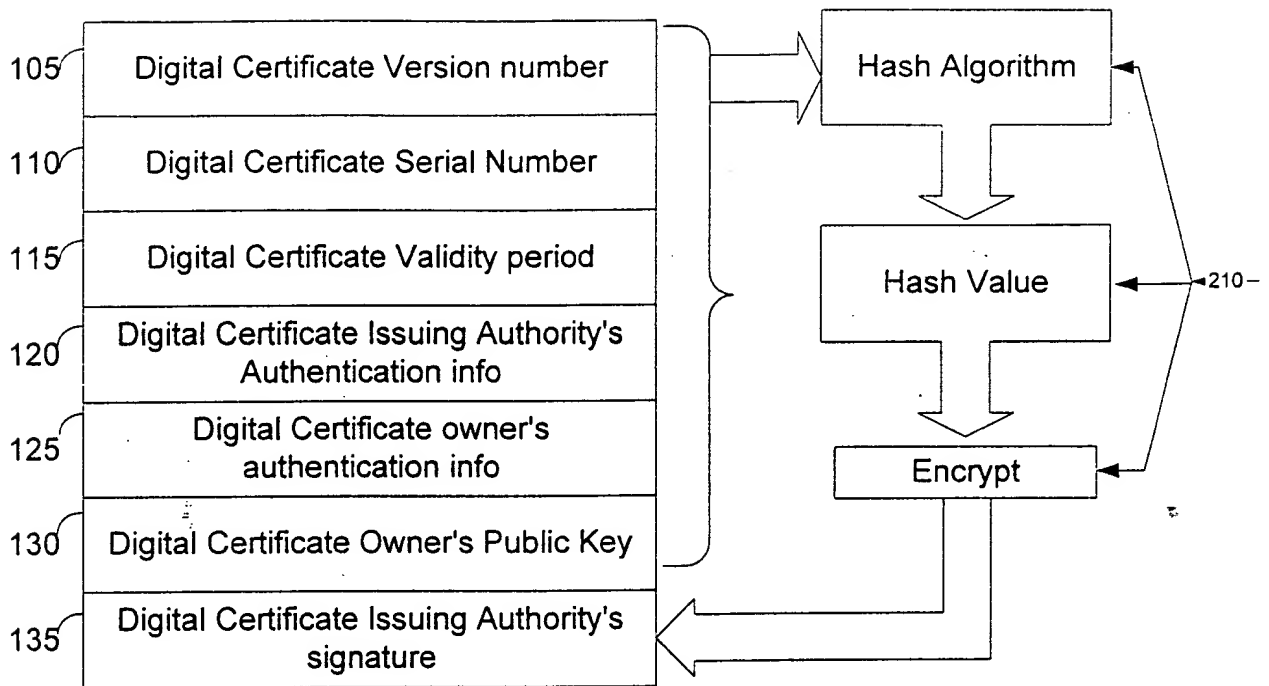 105
Digital Certificate Version number
110
Digital Certificate Serial Number
115
Digital Certificate Validity period
120
Digital Certificate Issuing Authority's
Authentication info
125
Digital Certificate owner's
authentication info
130
Digital Certificate Owner's Public Key
135
Digital Certificate Issuing Authority's
signature
Hash Algorithm
Hash Value
210
Encrypt